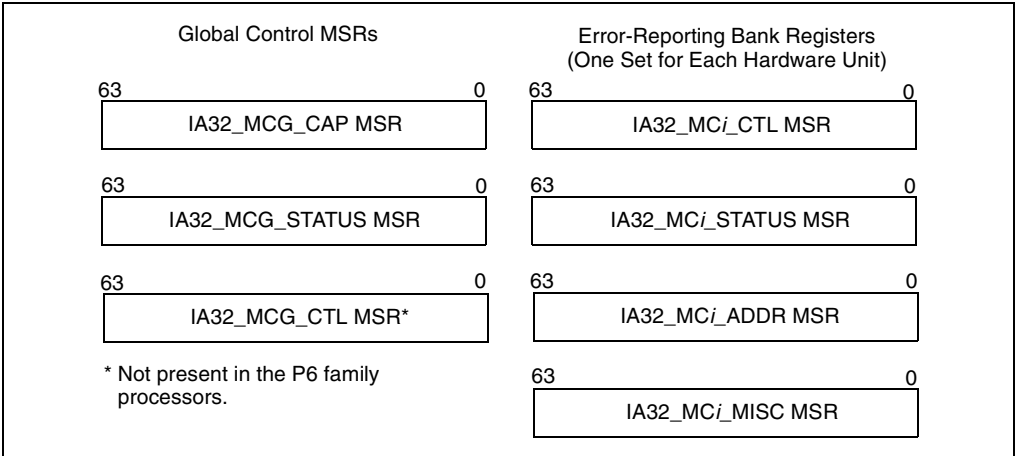 Global Control MSRs
63 0
IA32_MCG_CAP MSR
63 0
IA32_MCG_STATUS MSR
63 0
IA32_MCG_CTL MSR*
* Not present in the P6 family
processors.
Error-Reporting Bank Registers
(One Set for Each Hardware Unit)
63 0
IA32_MCi_CTL MSR
63 0
IA32_MCi_STATUS MSR
63 0
IA32_MCi_ADDR MSR
63 0
IA32_MCi_MISC MSR